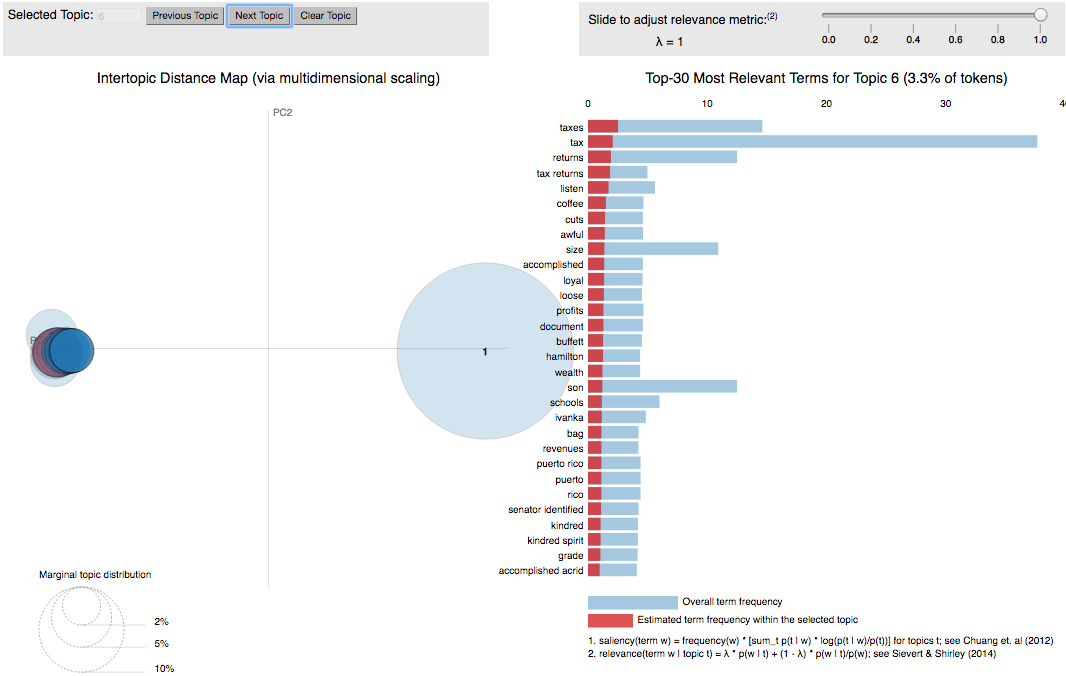 Selected Topic: 6 Previous Topic Next Topic Clear Topic
Slide to adjust relevance metric:(2)
λ = 1
0.0 0.2 0.4 0.6 0.8 1.0
Intertopic Distance Map (via multidimensional scaling)
PC2
1
Marginal topic distribution
2%
5%
10%
Top-30 Most Relevant Terms for Topic 6 (3.3% of tokens)
0 10 20 30
taxes
tax
returns
tax returns
listen
coffee
cuts
awful
size
accomplished
loyal
loose
profits
document
buffett
hamilton
wealth
son
schools
ivanka
bag
revenues
puerto rico
puerto
rico
senator identified
kindred
kindred spirit
grade
accomplished acrid
Overall term frequency
Estimated term frequency within the selected topic
1. saliency(term w) = frequency(w) * [sum_t p(t | w) * log(p(t | w)/p(t))] for topics t; see Chuang et. al (2012)
2. relevance(term w | topic t) = λ * p(w | t) + (1 - λ) * p(w | t)/p(w); see Sievert & Shirley (2014)